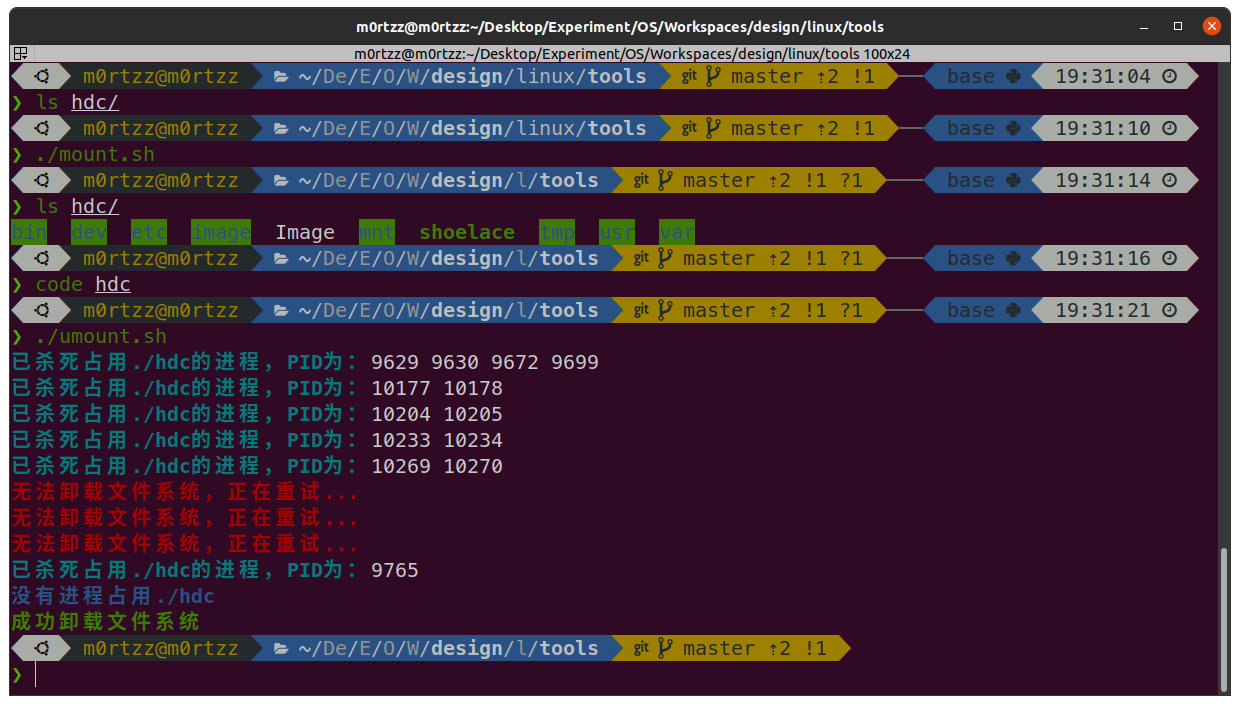 m0rtzz@m0rtzz:~/Desktop/Experiment/OS/Workspaces/design/linux/tools
m0rtzz@m0rtzz:~/Desktop/Experiment/OS/Workspaces/design/linux/tools 100x24
m0rtzz@m0rtzz ~/De/E/O/W/design/linux/tools git master ⇡2 !1 base 19:31:04
❯ ls hdc/
m0rtzz@m0rtzz ~/De/E/O/W/design/linux/tools git master ⇡2 !1 base 19:31:10
❯ ./mount.sh
m0rtzz@m0rtzz ~/De/E/O/W/design/l/tools git master ⇡2 !1 ?1 base 19:31:14
❯ ls hdc/
bin dev etc image Image mnt shoelace tmp usr var
m0rtzz@m0rtzz ~/De/E/O/W/design/l/tools git master ⇡2 !1 ?1 base 19:31:16
❯ code hdc
m0rtzz@m0rtzz ~/De/E/O/W/design/l/tools git master ⇡2 !1 ?1 base 19:31:21
❯ ./umount.sh
已杀死占用./hdc的进程，PID为：9629 9630 9672 9699
已杀死占用./hdc的进程，PID为：10177 10178
已杀死占用./hdc的进程，PID为：10204 10205
已杀死占用./hdc的进程，PID为：10233 10234
已杀死占用./hdc的进程，PID为：10269 10270
无法卸载文件系统，正在重试...
无法卸载文件系统，正在重试...
无法卸载文件系统，正在重试...
已杀死占用./hdc的进程，PID为：9765
没有进程占用./hdc
成功卸载文件系统
m0rtzz@m0rtzz ~/De/E/O/W/design/l/tools git master ⇡2 !1
❯